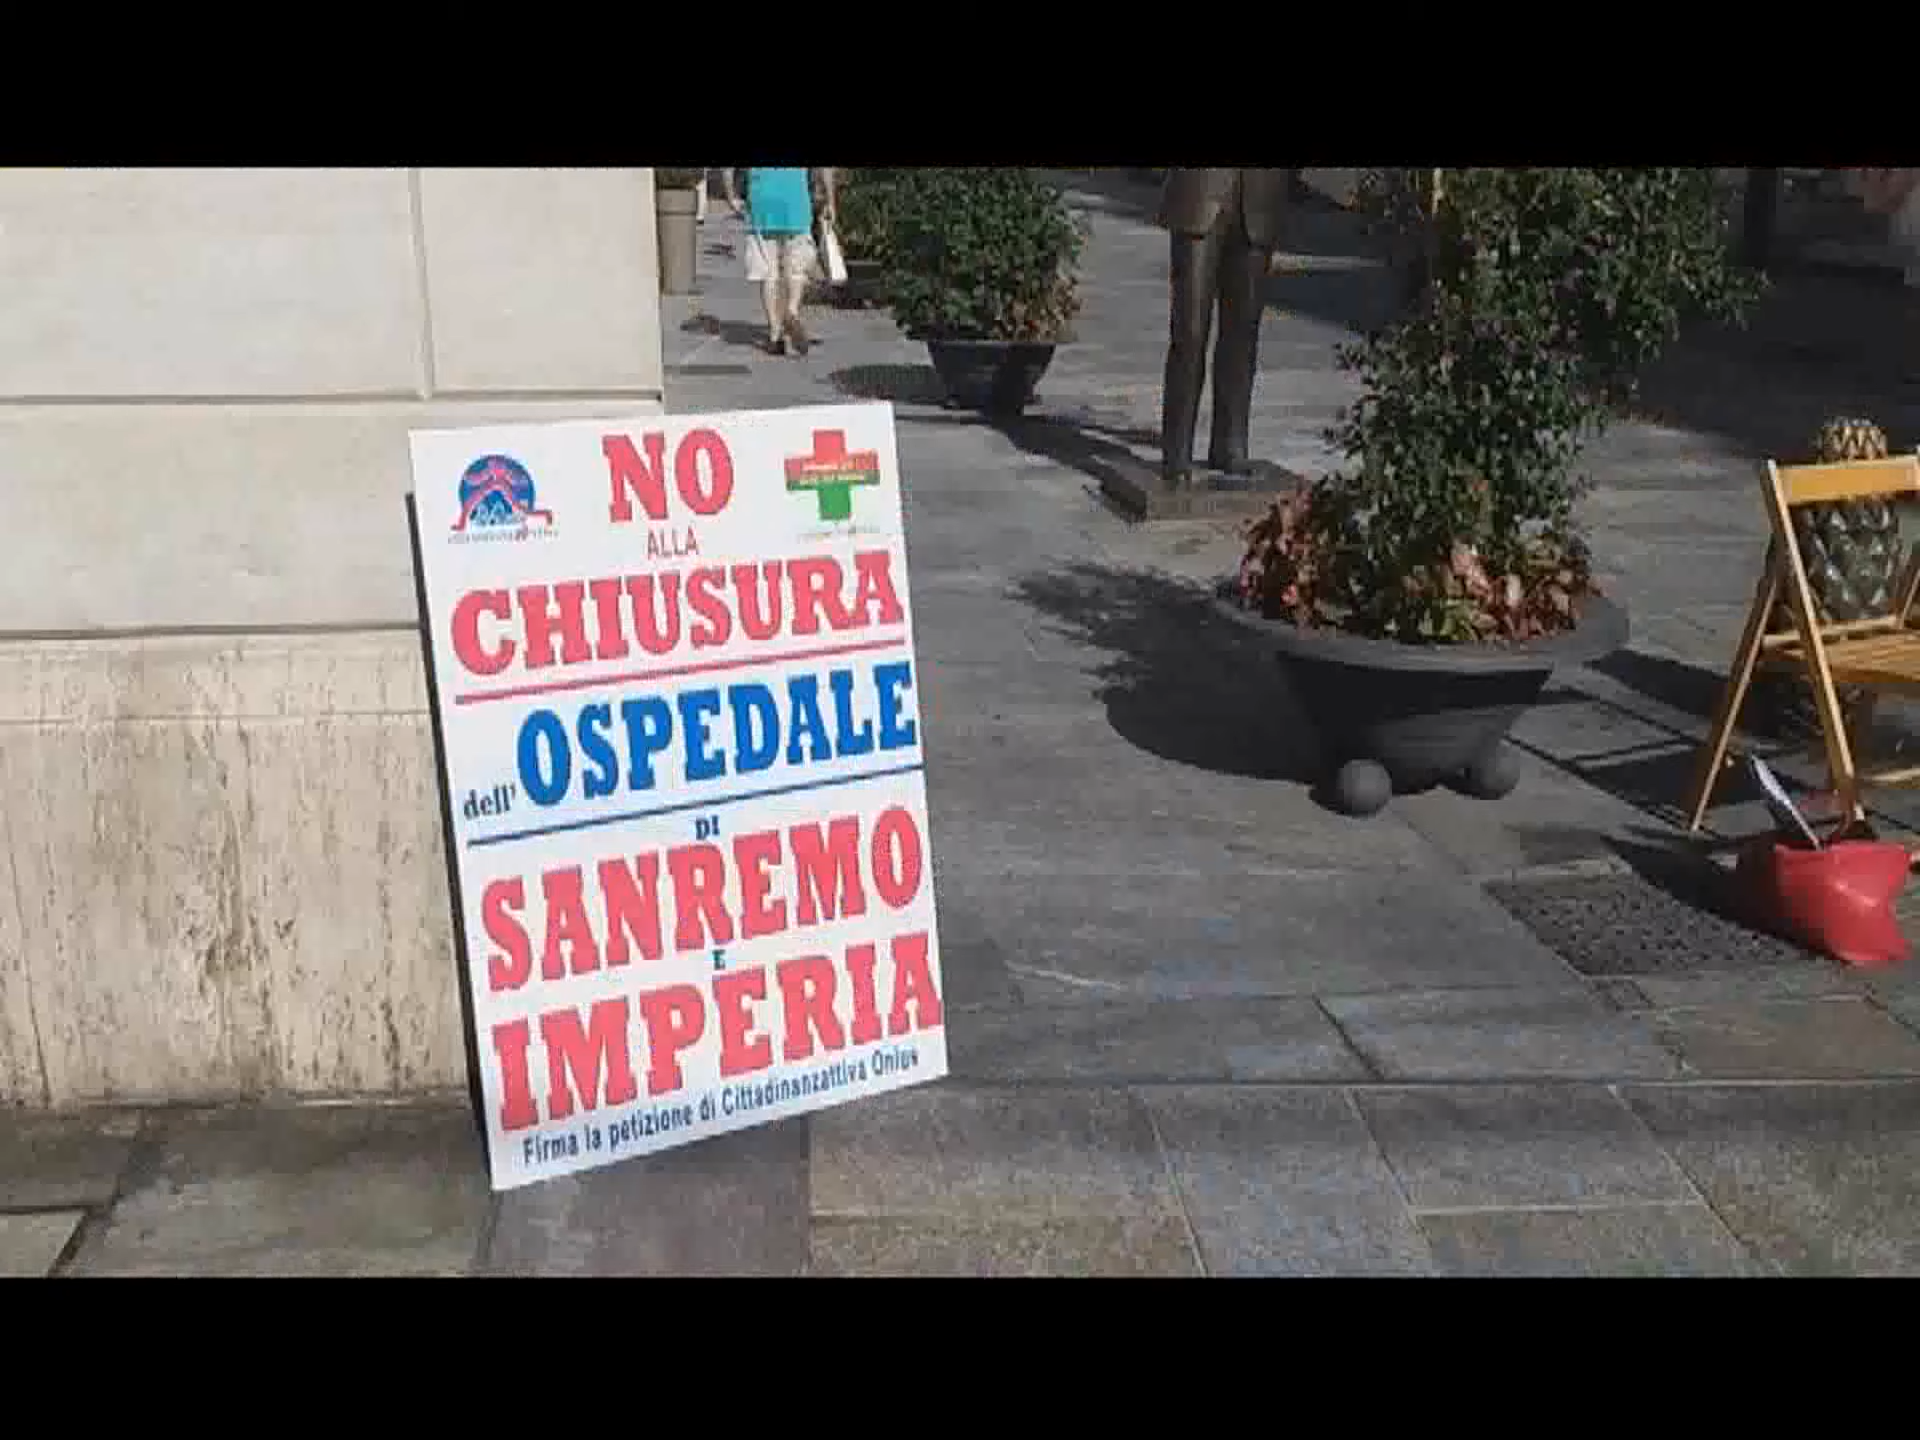 NO
ALLA
CHIUSURA
dell' OSPEDALE
DI
SANREMO
E
IMPERIA
Firma la petizione di Cittadinanzattiva Onlus